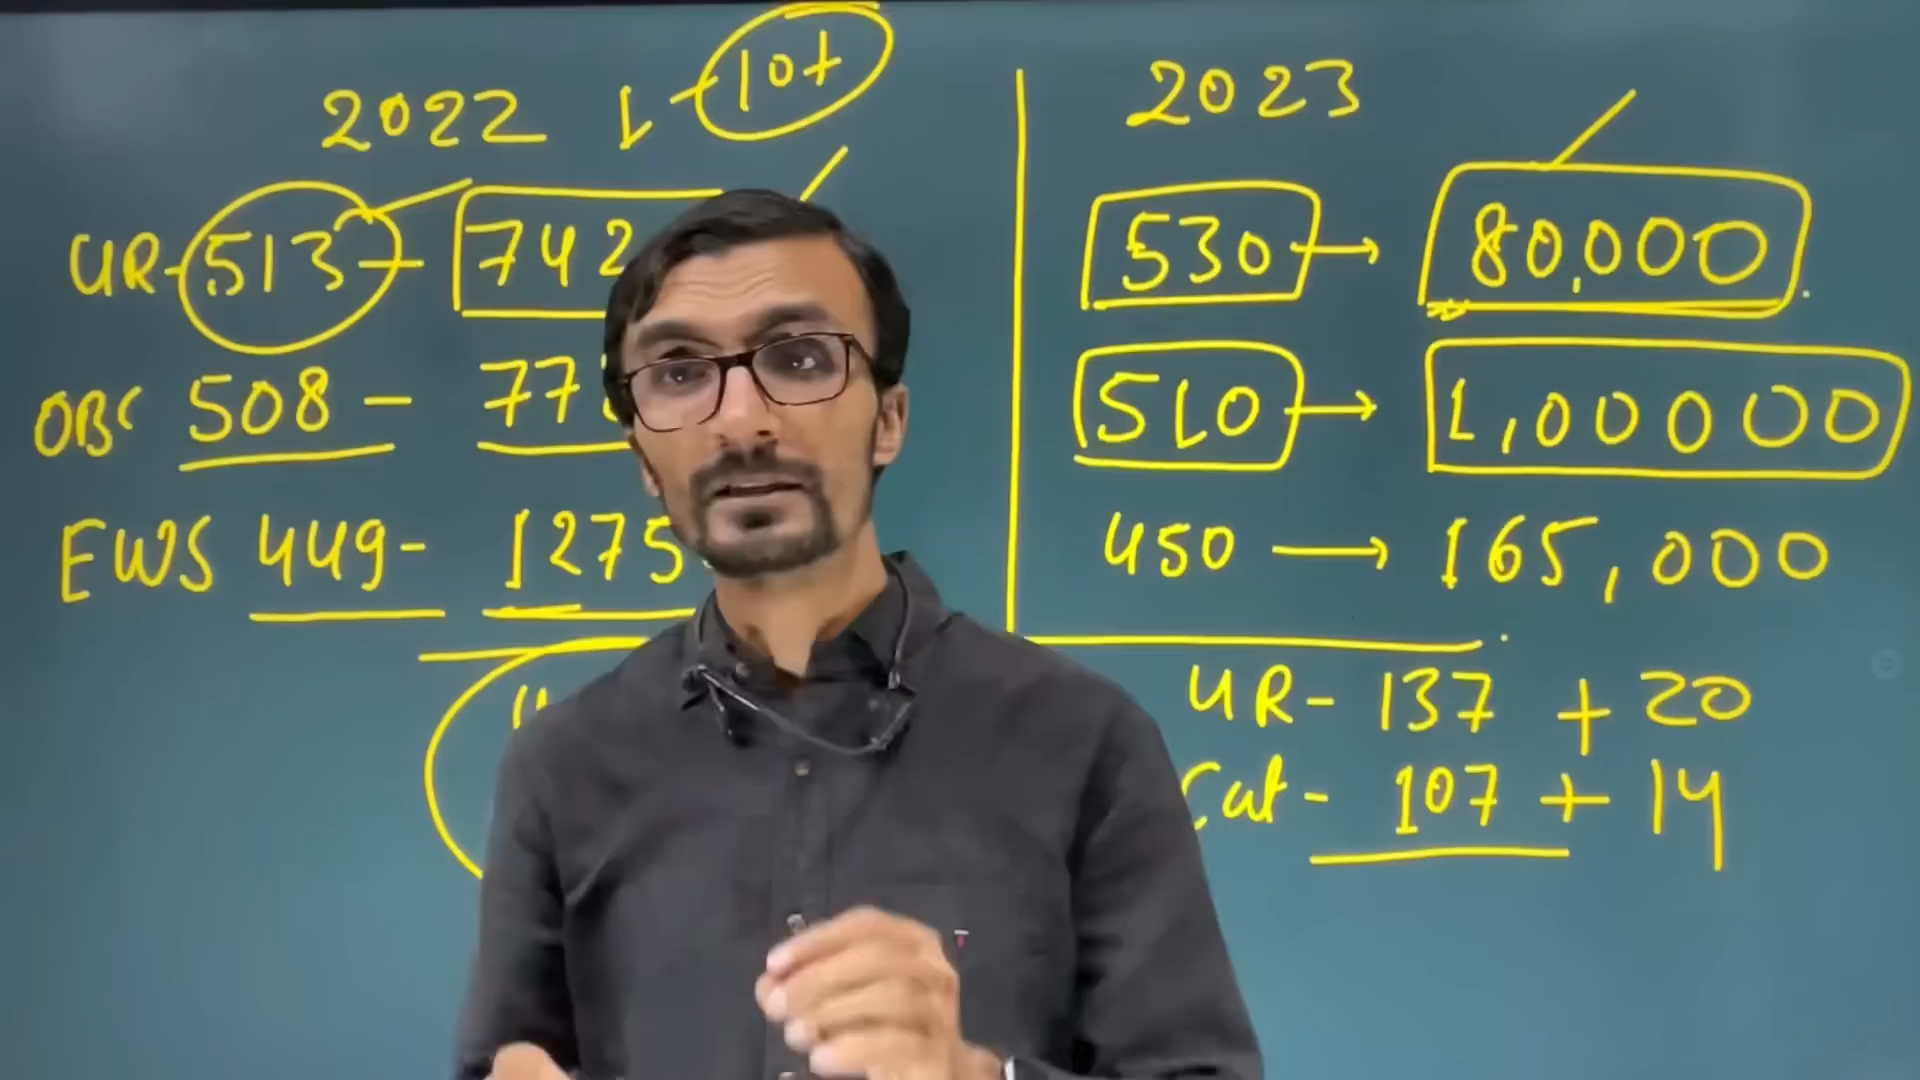 2022 10+
UR-513 - 742
OBC 508 - 77
EWS 449 - 1275
2023
530 → 80,000
510 → 1,00000
450 → 165,000
UR - 137 + 20
Cat - 107 + 14